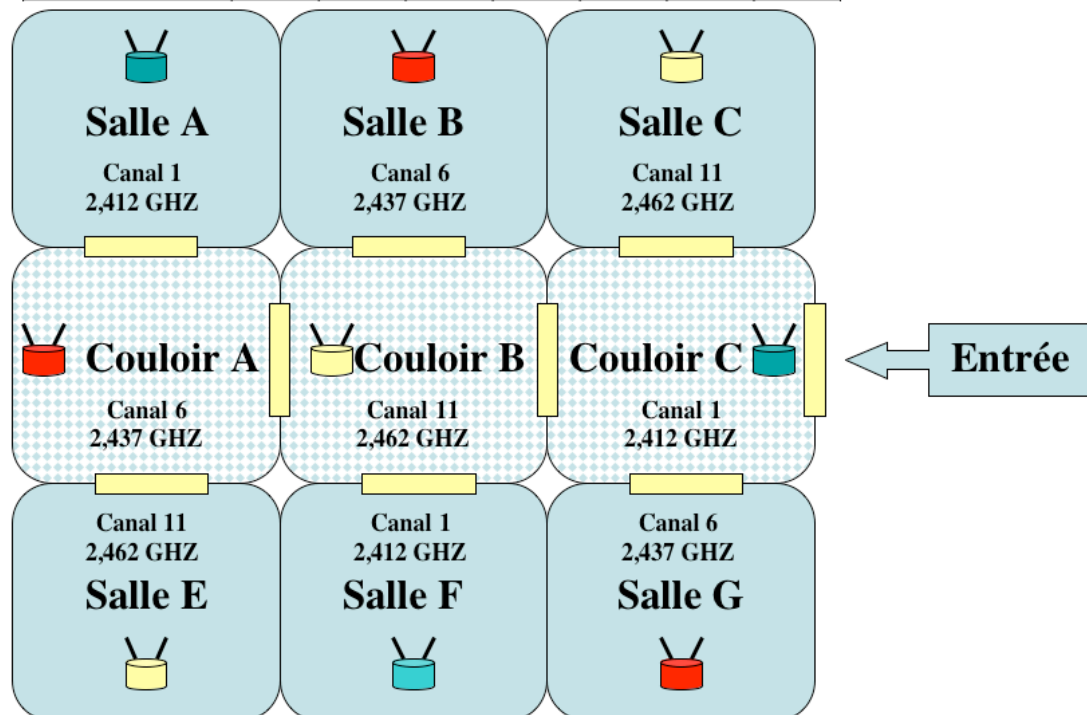 Salle A
Canal 1
2,412 GHZ
Salle B
Canal 6
2,437 GHZ
Salle C
Canal 11
2,462 GHZ
Couloir A
Canal 6
2,437 GHZ
Couloir B
Canal 11
2,462 GHZ
Couloir C
Canal 1
2,412 GHZ
Entrée
Canal 11
2,462 GHZ
Salle E
Canal 1
2,412 GHZ
Salle F
Canal 6
2,437 GHZ
Salle G